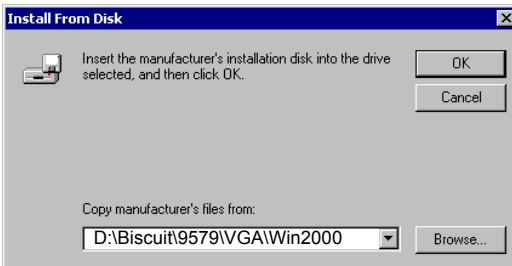 Install From Disk
Insert the manufacturer's installation disk into the drive
selected, and then click OK.
OK
Cancel
Copy manufacturer's files from:
D:\Biscuit\9579\VGA\Win2000
Browse...